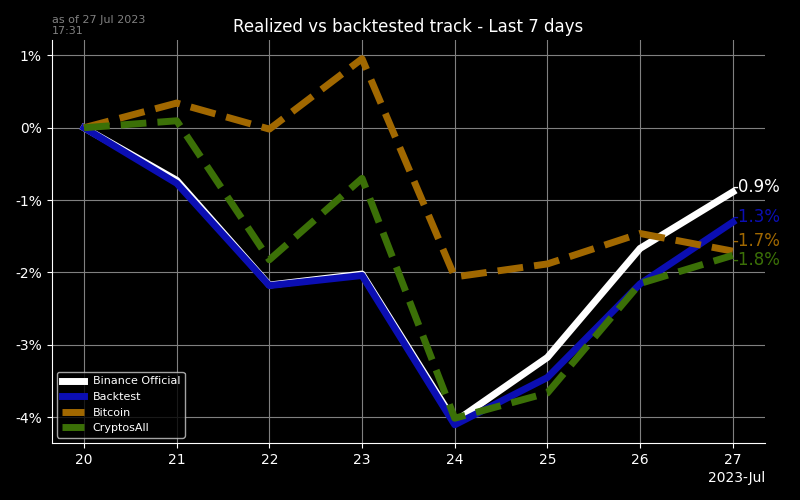 as of 27 Jul 2023
17:31
Realized vs backtested track - Last 7 days
1%
0%
-1%
-2%
-3%
-4%
-0.9%
-1.3%
-1.7%
-1.8%
Binance Official
Backtest
Bitcoin
CryptosAll
20 21 22 23 24 25 26 27
2023-Jul